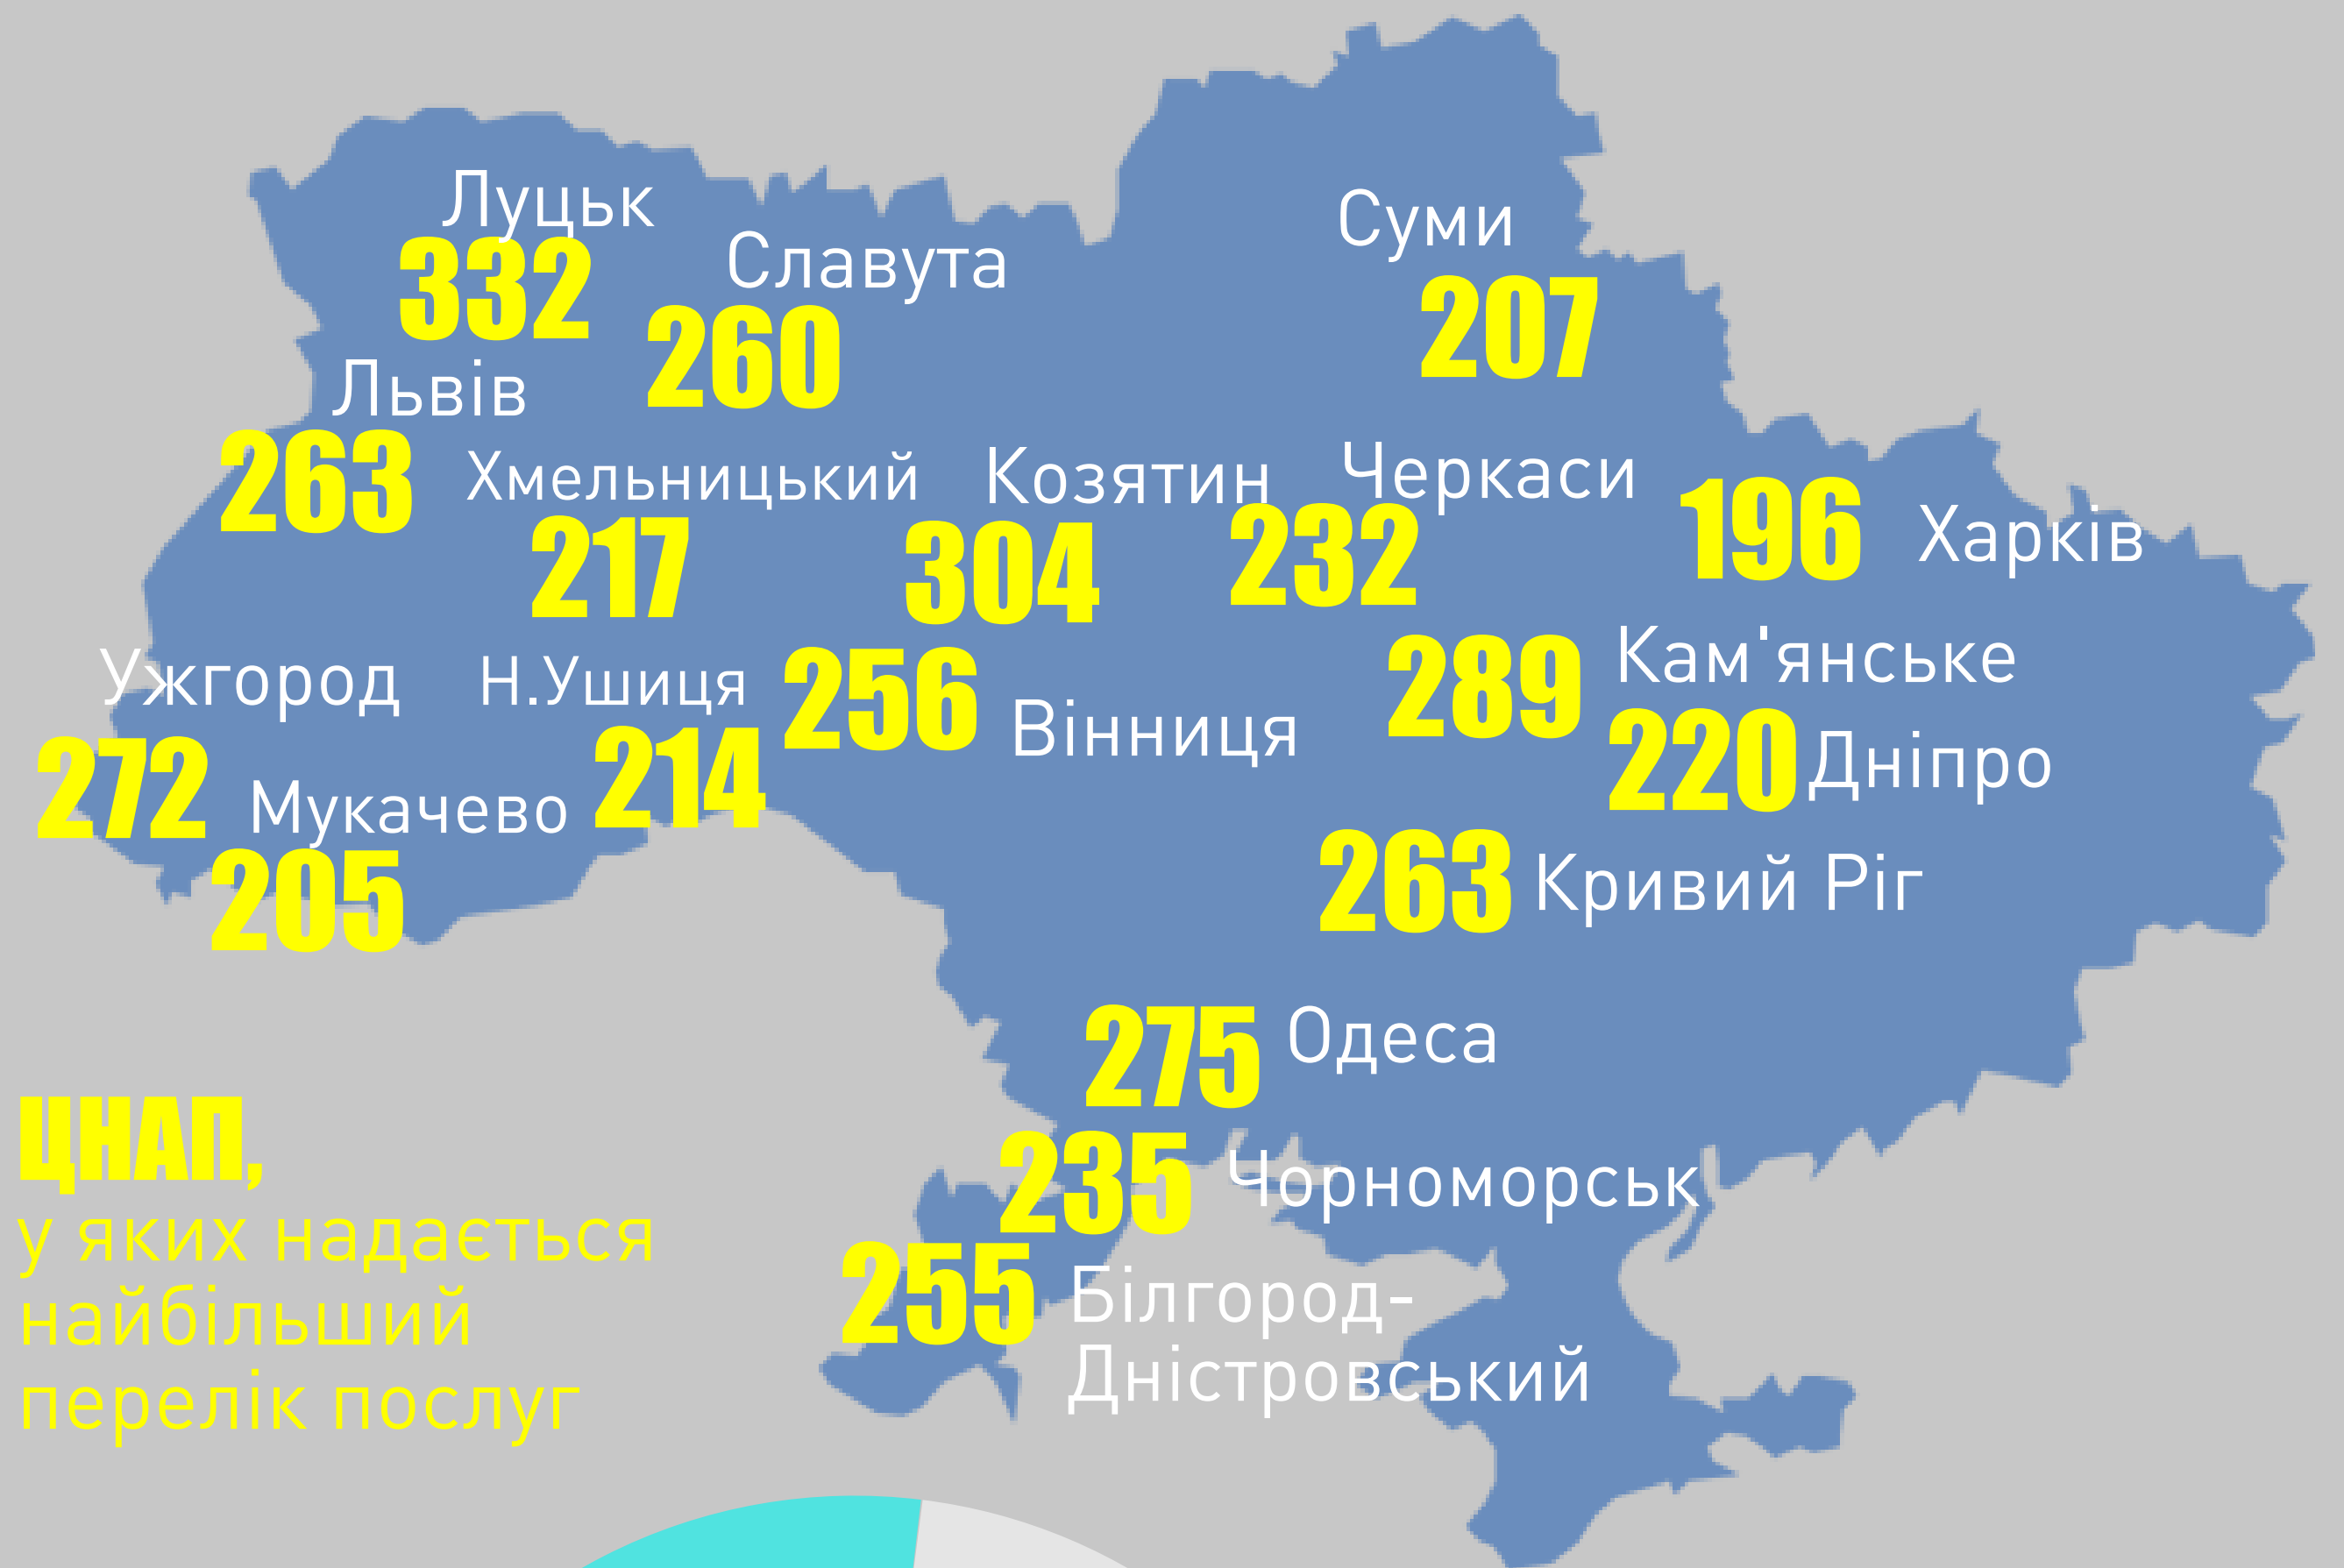 Луцьк
332
Славута
260
Суми
207
Львів
263
Хмельницький
217
Козятин
304
Черкаси
232
196
Харків
Ужгород
272
Н.Ушиця
214
256
Вінниця
289
Кам'янське
220
Дніпро
Мукачево
205
263
Кривий Ріг
275
Одеса
235
Чорноморськ
255
Білгород-
Дністровський
ЦНАП,
у яких надається
найбільший
перелік послуг